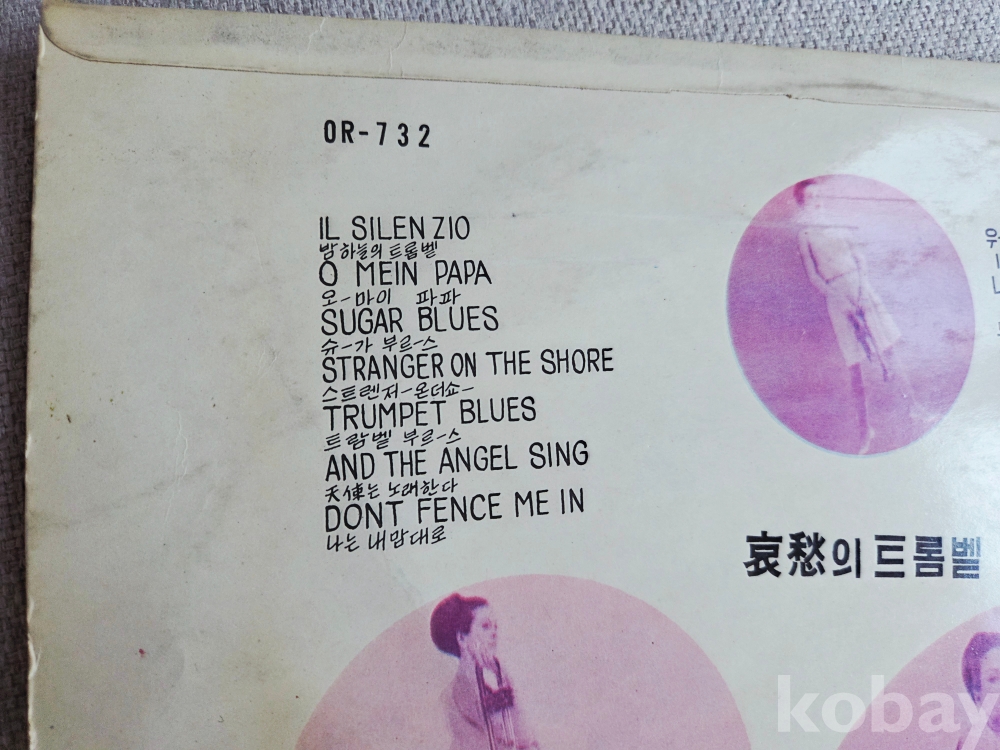 OR-732
IL SILENZIO
밤하늘의 트롬벨
O MEIN PAPA
오-마이 파파
SUGAR BLUES
슈-가 부르-스
STRANGER ON THE SHORE
스트렌저-온더쇼-
TRUMPET BLUES
트람벨 부르-스
AND THE ANGEL SING
天使는 노래한다
DONT FENCE ME IN
나는 내맘대로
哀愁의 트롬벨
kobay